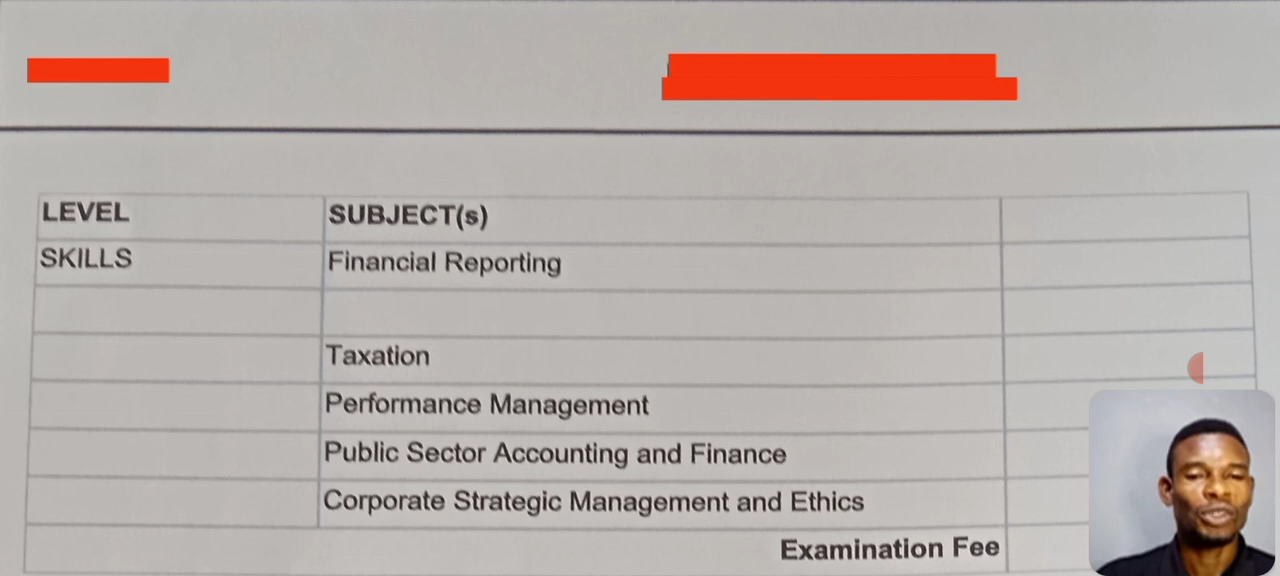 LEVEL SUBJECT(s)
SKILLS Financial Reporting
Taxation
Performance Management
Public Sector Accounting and Finance
Corporate Strategic Management and Ethics
Examination Fee